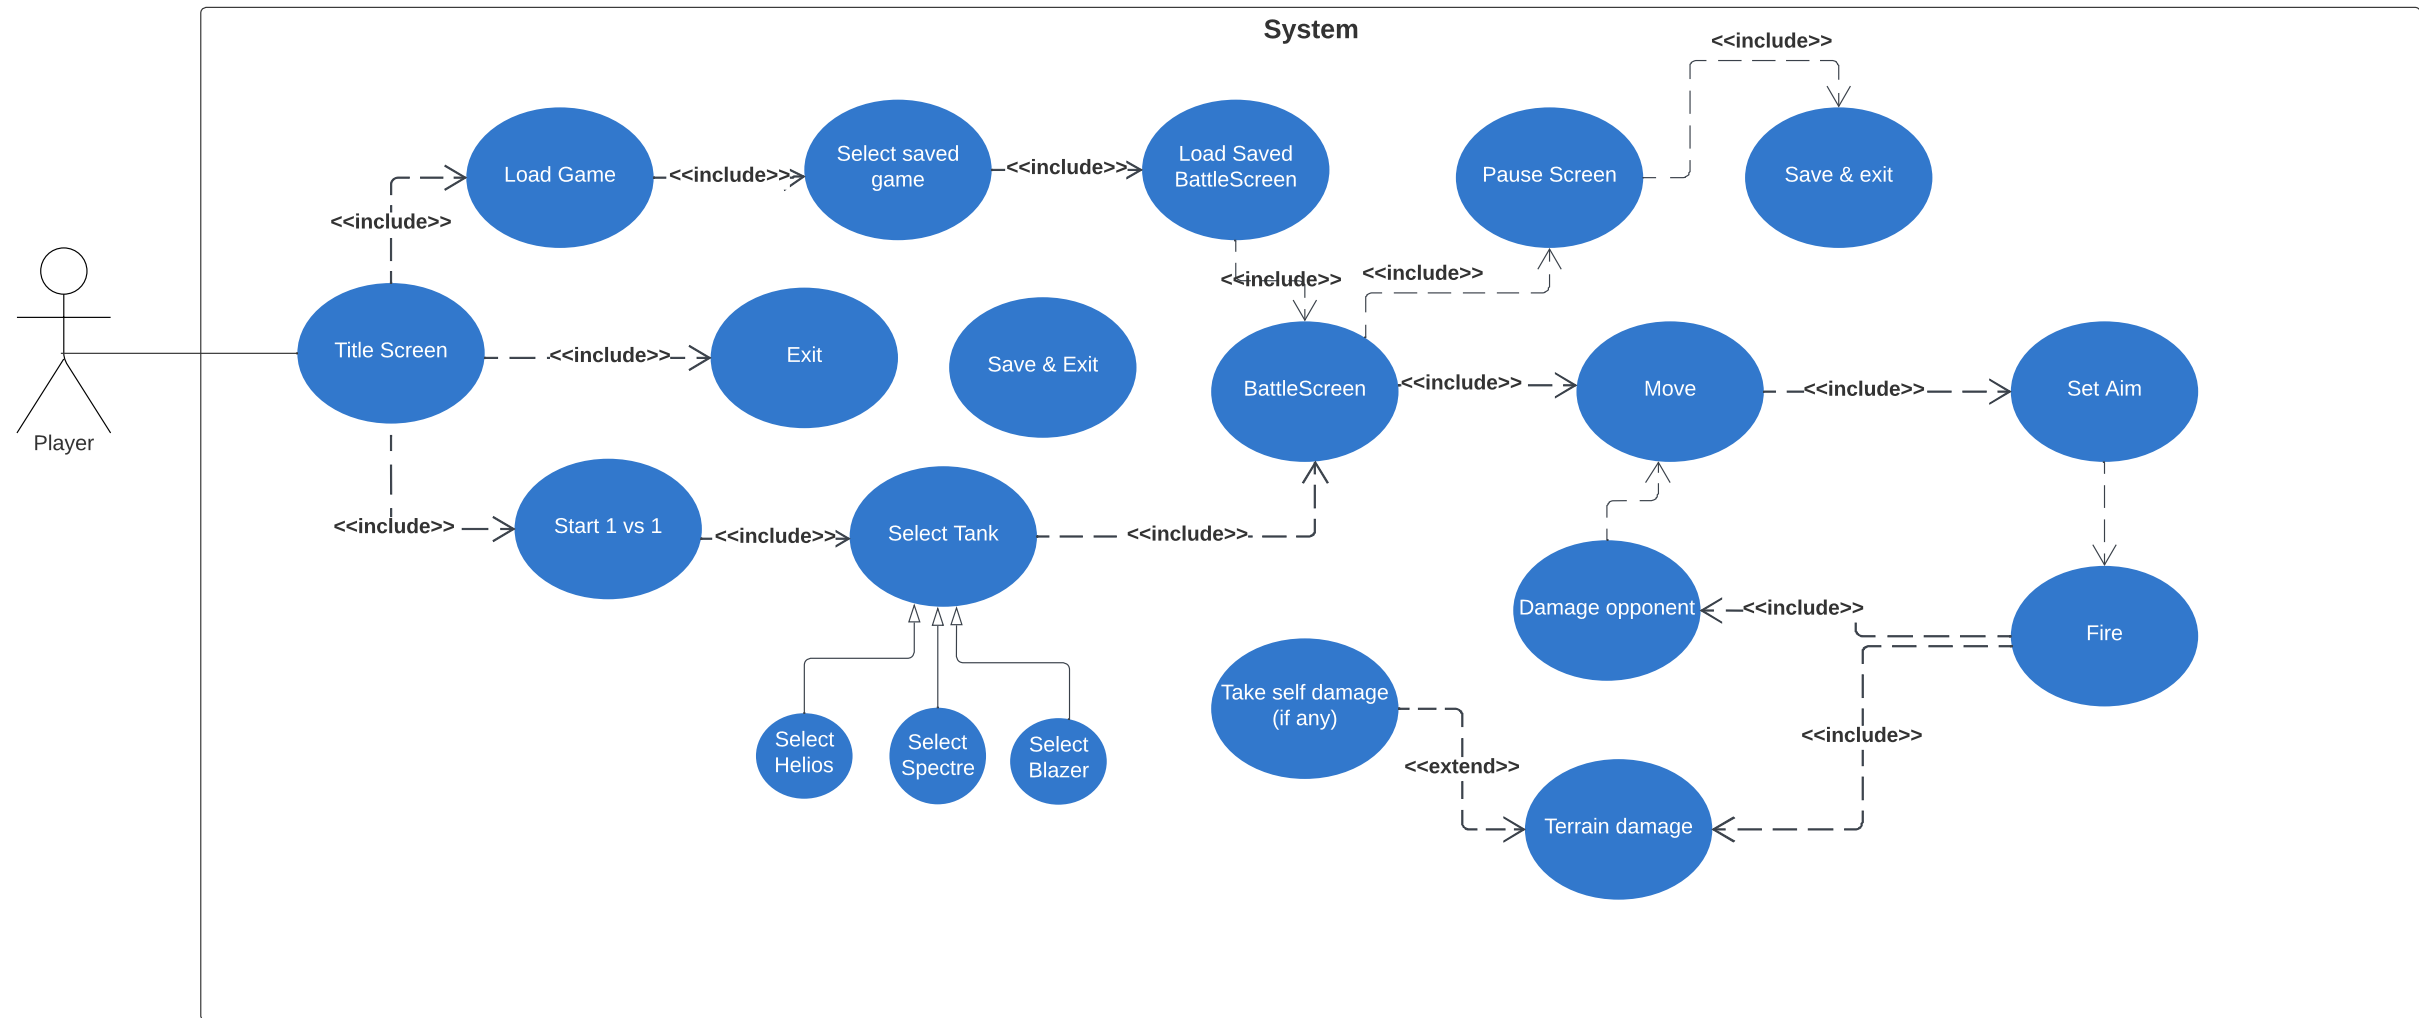 System
<<include>>
Load Game
<<include>>
Select saved
game
<<include>>
Load Saved
BattleScreen
Pause Screen
Save & exit
<<include>>
<<include>>
<<include>>
Title Screen
<<include>>
Exit
Save & Exit
BattleScreen
<<include>>
Move
<<include>>
Set Aim
Player
<<include>>
Start 1 vs 1
<<include>>
Select Tank
<<include>>
Damage opponent
<<include>>
Fire
Take self damage
(if any)
<<include>>
Select
Helios
Select
Spectre
Select
Blazer
<<extend>>
Terrain damage